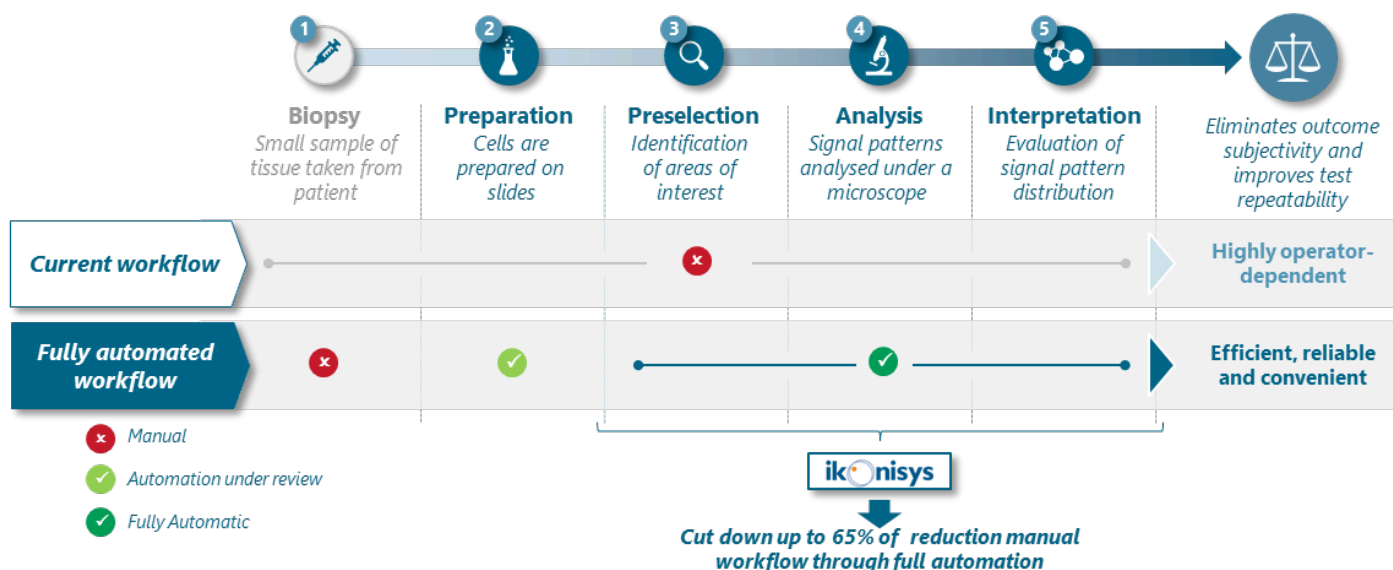 1
2
3
4
5
Biopsy
Small sample of
tissue taken from
patient
Preparation
Cells are
prepared on
slides
Preselection
Identification
of areas of
interest
Analysis
Signal patterns
analysed under a
microscope
Interpretation
Evaluation of
signal pattern
distribution
Eliminates outcome
subjectivity and
improves test
repeatability
Current workflow
Highly operator-
dependent
Fully automated
workflow
Efficient, reliable
and convenient
Manual
Automation under review
Fully Automatic
ikonisys
Cut down up to 65% of reduction manual
workflow through full automation